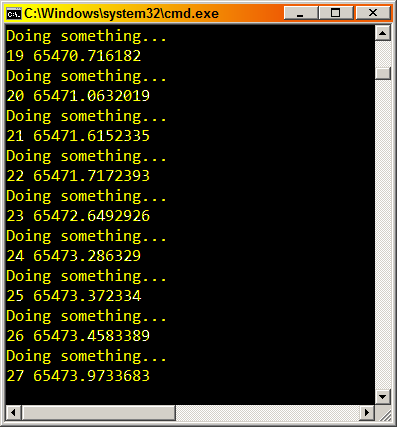 C:\Windows\system32\cmd.exe
Doing something...
19 65470.716182
Doing something...
20 65471.0632019
Doing something...
21 65471.6152335
Doing something...
22 65471.7172393
Doing something...
23 65472.6492926
Doing something...
24 65473.286329
Doing something...
25 65473.372334
Doing something...
26 65473.4583389
Doing something...
27 65473.9733683